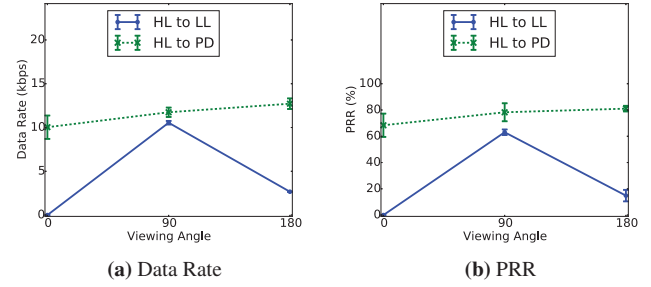 HL to LL
HL to PD
20
15
10
5
0
Data Rate (kbps)
0 90 180
Viewing Angle
(a) Data Rate
HL to LL
HL to PD
100
80
60
40
20
0
PRR (%)
0 90 180
Viewing Angle
(b) PRR